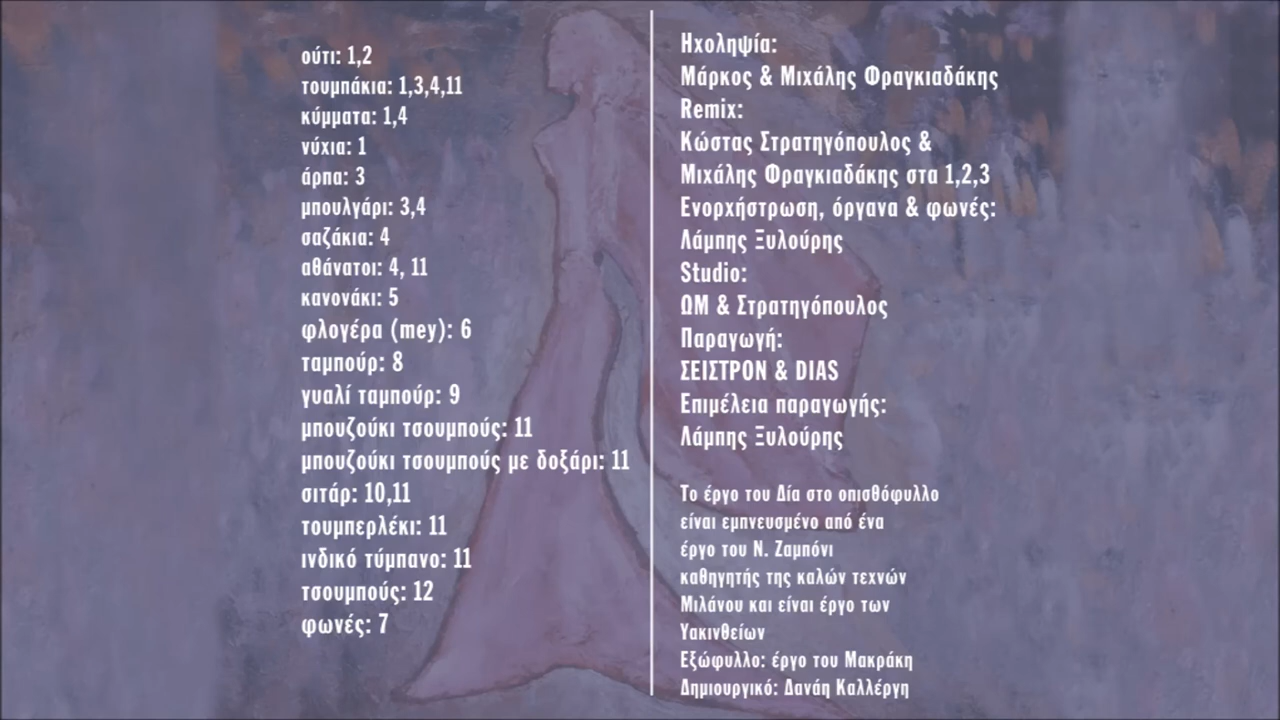 ούτι: 1,2
τουμπάκια: 1,3,4,11
κύμματα: 1,4
νύχια: 1
άρπα: 3
μπουλγάρι: 3,4
σαζάκια: 4
αθάνατοι: 4, 11
κανονάκι: 5
φλογέρα (mey): 6
ταμπούρ: 8
γυαλί ταμπούρ: 9
μπουζούκι τσουμπούς: 11
μπουζούκι τσουμπούς με δοξάρι: 11
σιτάρ: 10,11
τουμπερλέκι: 11
ινδικό τύμπανο: 11
τσουμπούς: 12
φωνές: 7
Ηχοληψία:
Μάρκος & Μιχάλης Φραγκιαδάκης
Remix:
Κώστας Στρατηγόπουλος &
Μιχάλης Φραγκιαδάκης στα 1,2,3
Ενορχήστρωση, όργανα & φωνές:
Λάμπης Ξυλούρης
Studio:
ΩΜ & Στρατηγόπουλος
Παραγωγή:
ΣΕΙΣΤΡΟΝ & DIAS
Επιμέλεια παραγωγής:
Λάμπης Ξυλούρης
Το έργο του Δία στο οπισθόφυλλο
είναι εμπνευσμένο από ένα
έργο του Ν. Ζαμπόνι
καθηγητής της καλών τεχνών
Μιλάνου και είναι έργο των
Υακινθείων
Εξώφυλλο: έργο του Μακράκη
Δημιουργικό: Δανάη Καλλέργη